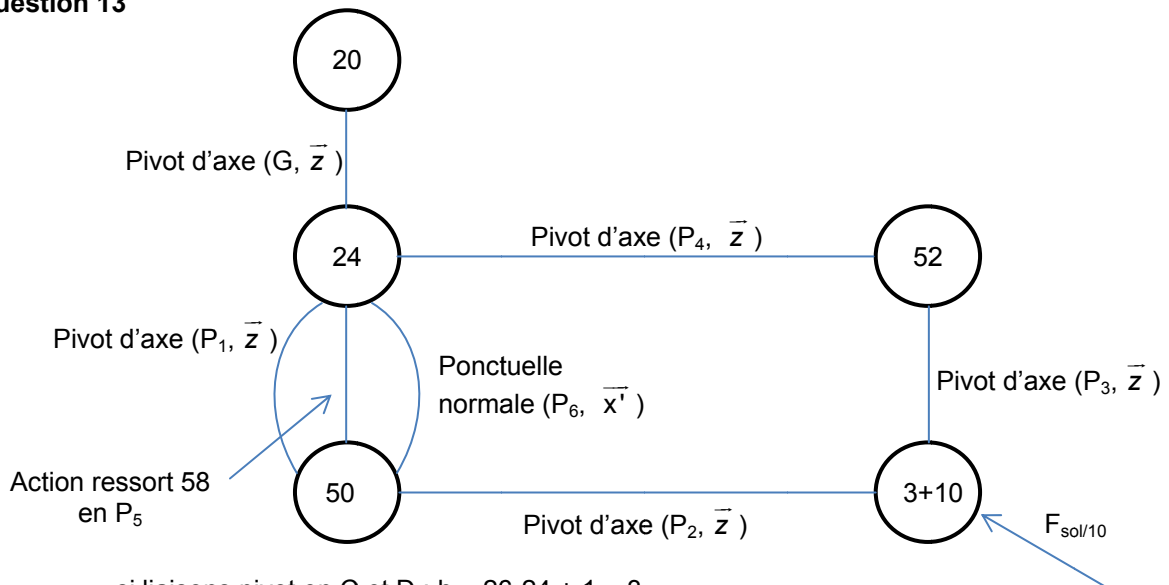 uestion 13
20
Pivot d'axe (G, z )
24
Pivot d'axe (P4, z )
52
Pivot d'axe (P1, z )
Ponctuelle
normale (P6, x' )
Pivot d'axe (P3, z )
Action ressort 58
en P5
50
3+10
Pivot d'axe (P2, z )
Fsol/10